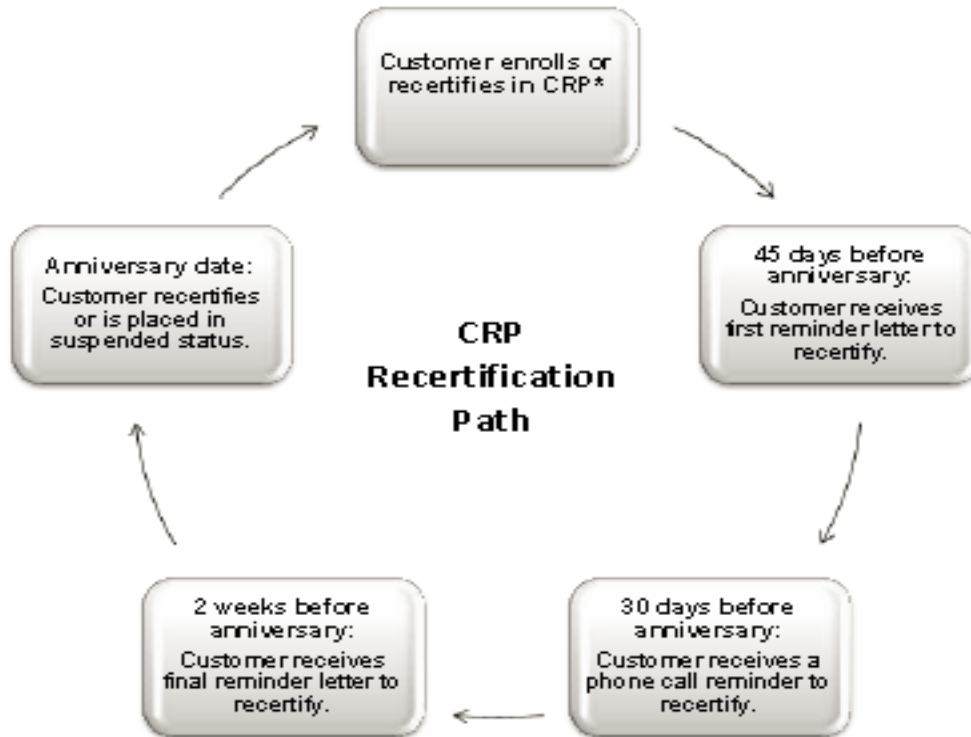 Customer enrolls or
recertifies in CRP*
45 days before
anniversary:
Customer receives
first reminder letter to
recertify.
30 days before
anniversary:
Customer receives a
phone call reminder to
recertify.
2 weeks before
anniversary:
Customer receives
final reminder letter to
recertify.
Anniversary date:
Customer recertifies
or is placed in
suspended status.
CRP
Recertification
Path